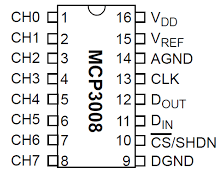 CH0 1 16 VDD
CH1 2 15 VREF
CH2 3 14 AGND
CH3 4 13 CLK
CH4 5 12 DOUT
CH5 6 11 DIN
CH6 7 10 CS/SHDN
CH7 8 9 DGND
MCP3008